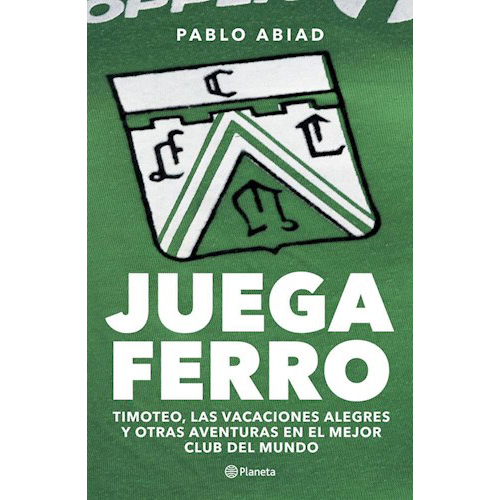 PABLO ABIAD
JUEGA
FERRO
TIMOTEO, LAS VACACIONES ALEGRES
Y OTRAS AVENTURAS EN EL MEJOR
CLUB DEL MUNDO
Planeta